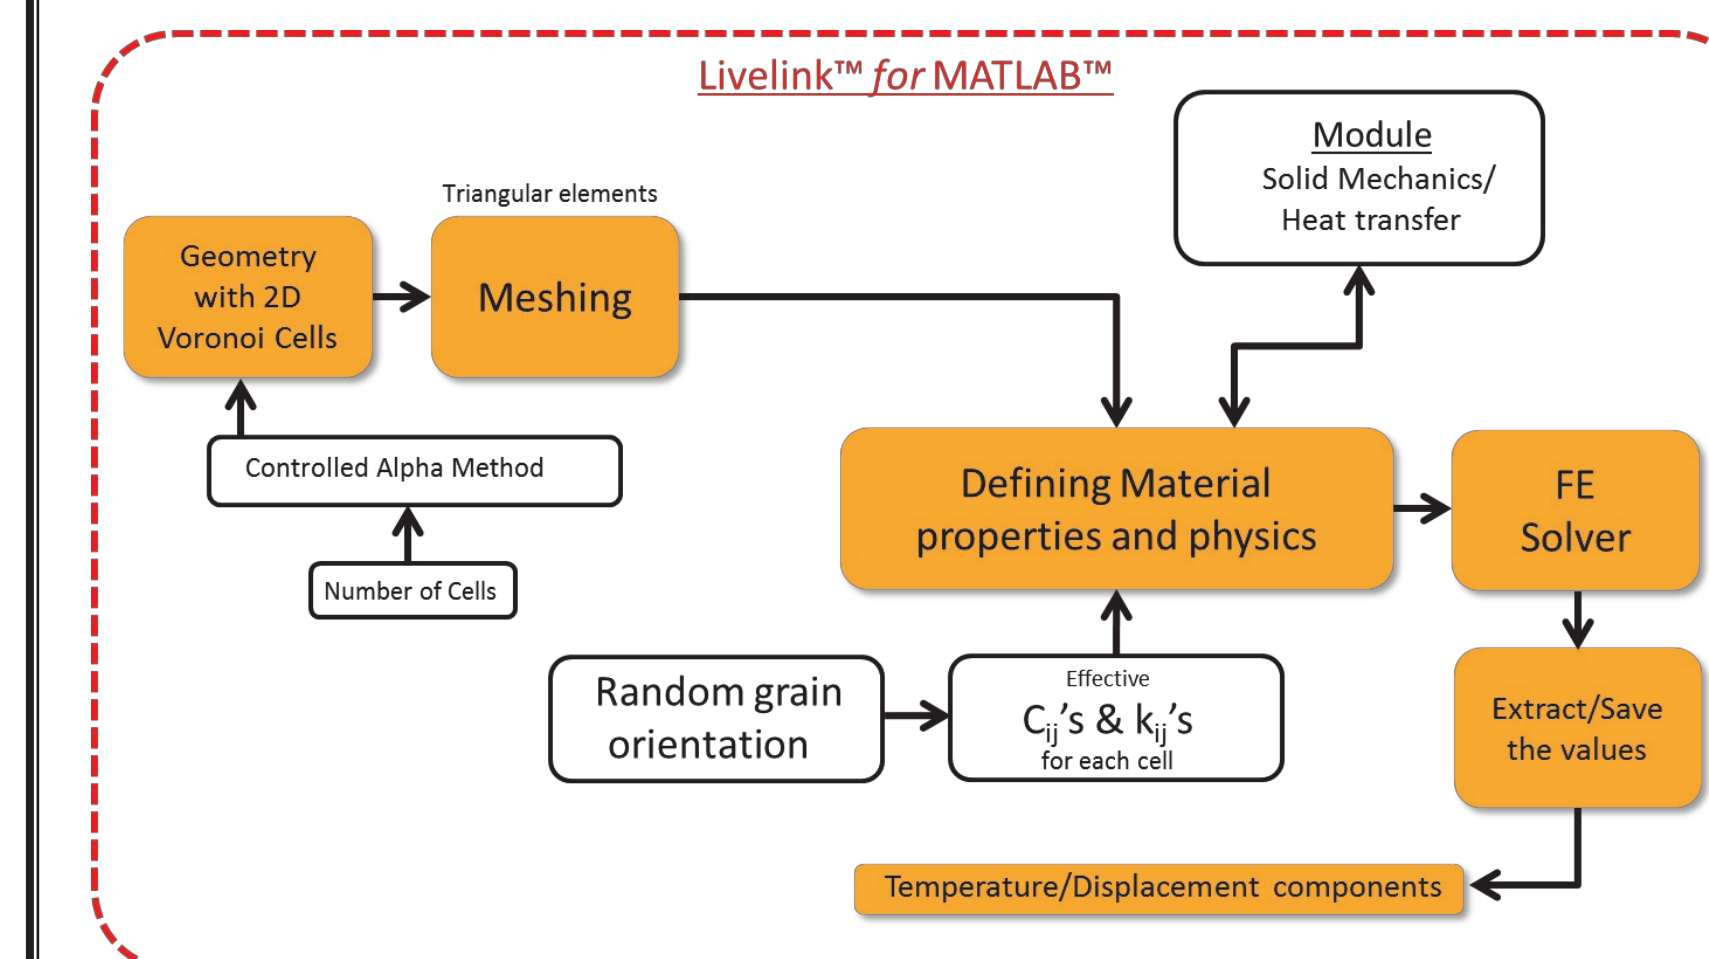 Livelink™ for MATLAB™
Module
Solid Mechanics/
Heat transfer
Triangular elements
Geometry
with 2D
Voronoi Cells
Meshing
Controlled Alpha Method
Number of Cells
Defining Material
properties and physics
FE
Solver
Random grain
orientation
Effective
Cij's & kij's
for each cell
Extract/Save
the values
Temperature/Displacement components